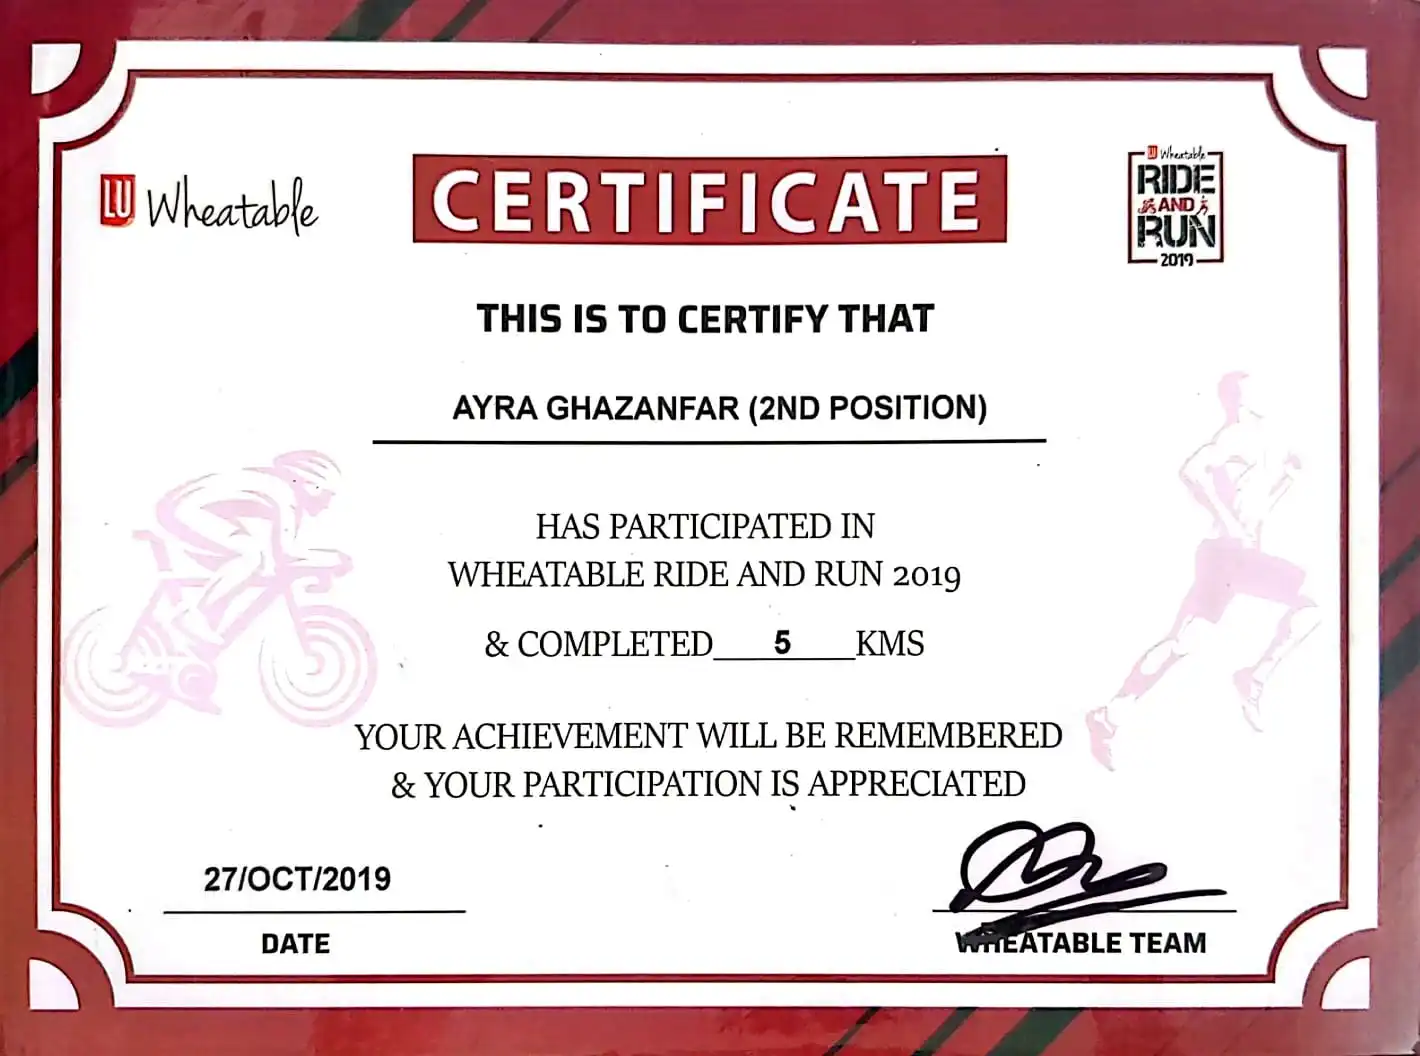 LU Wheatable
CERTIFICATE
LU Wheatable
RIDE
AND
RUN
2019
THIS IS TO CERTIFY THAT
AYRA GHAZANFAR (2ND POSITION)
HAS PARTICIPATED IN
WHEATABLE RIDE AND RUN 2019
& COMPLETED 5 KMS
YOUR ACHIEVEMENT WILL BE REMEMBERED
& YOUR PARTICIPATION IS APPRECIATED
27/OCT/2019
DATE
WHEATABLE TEAM